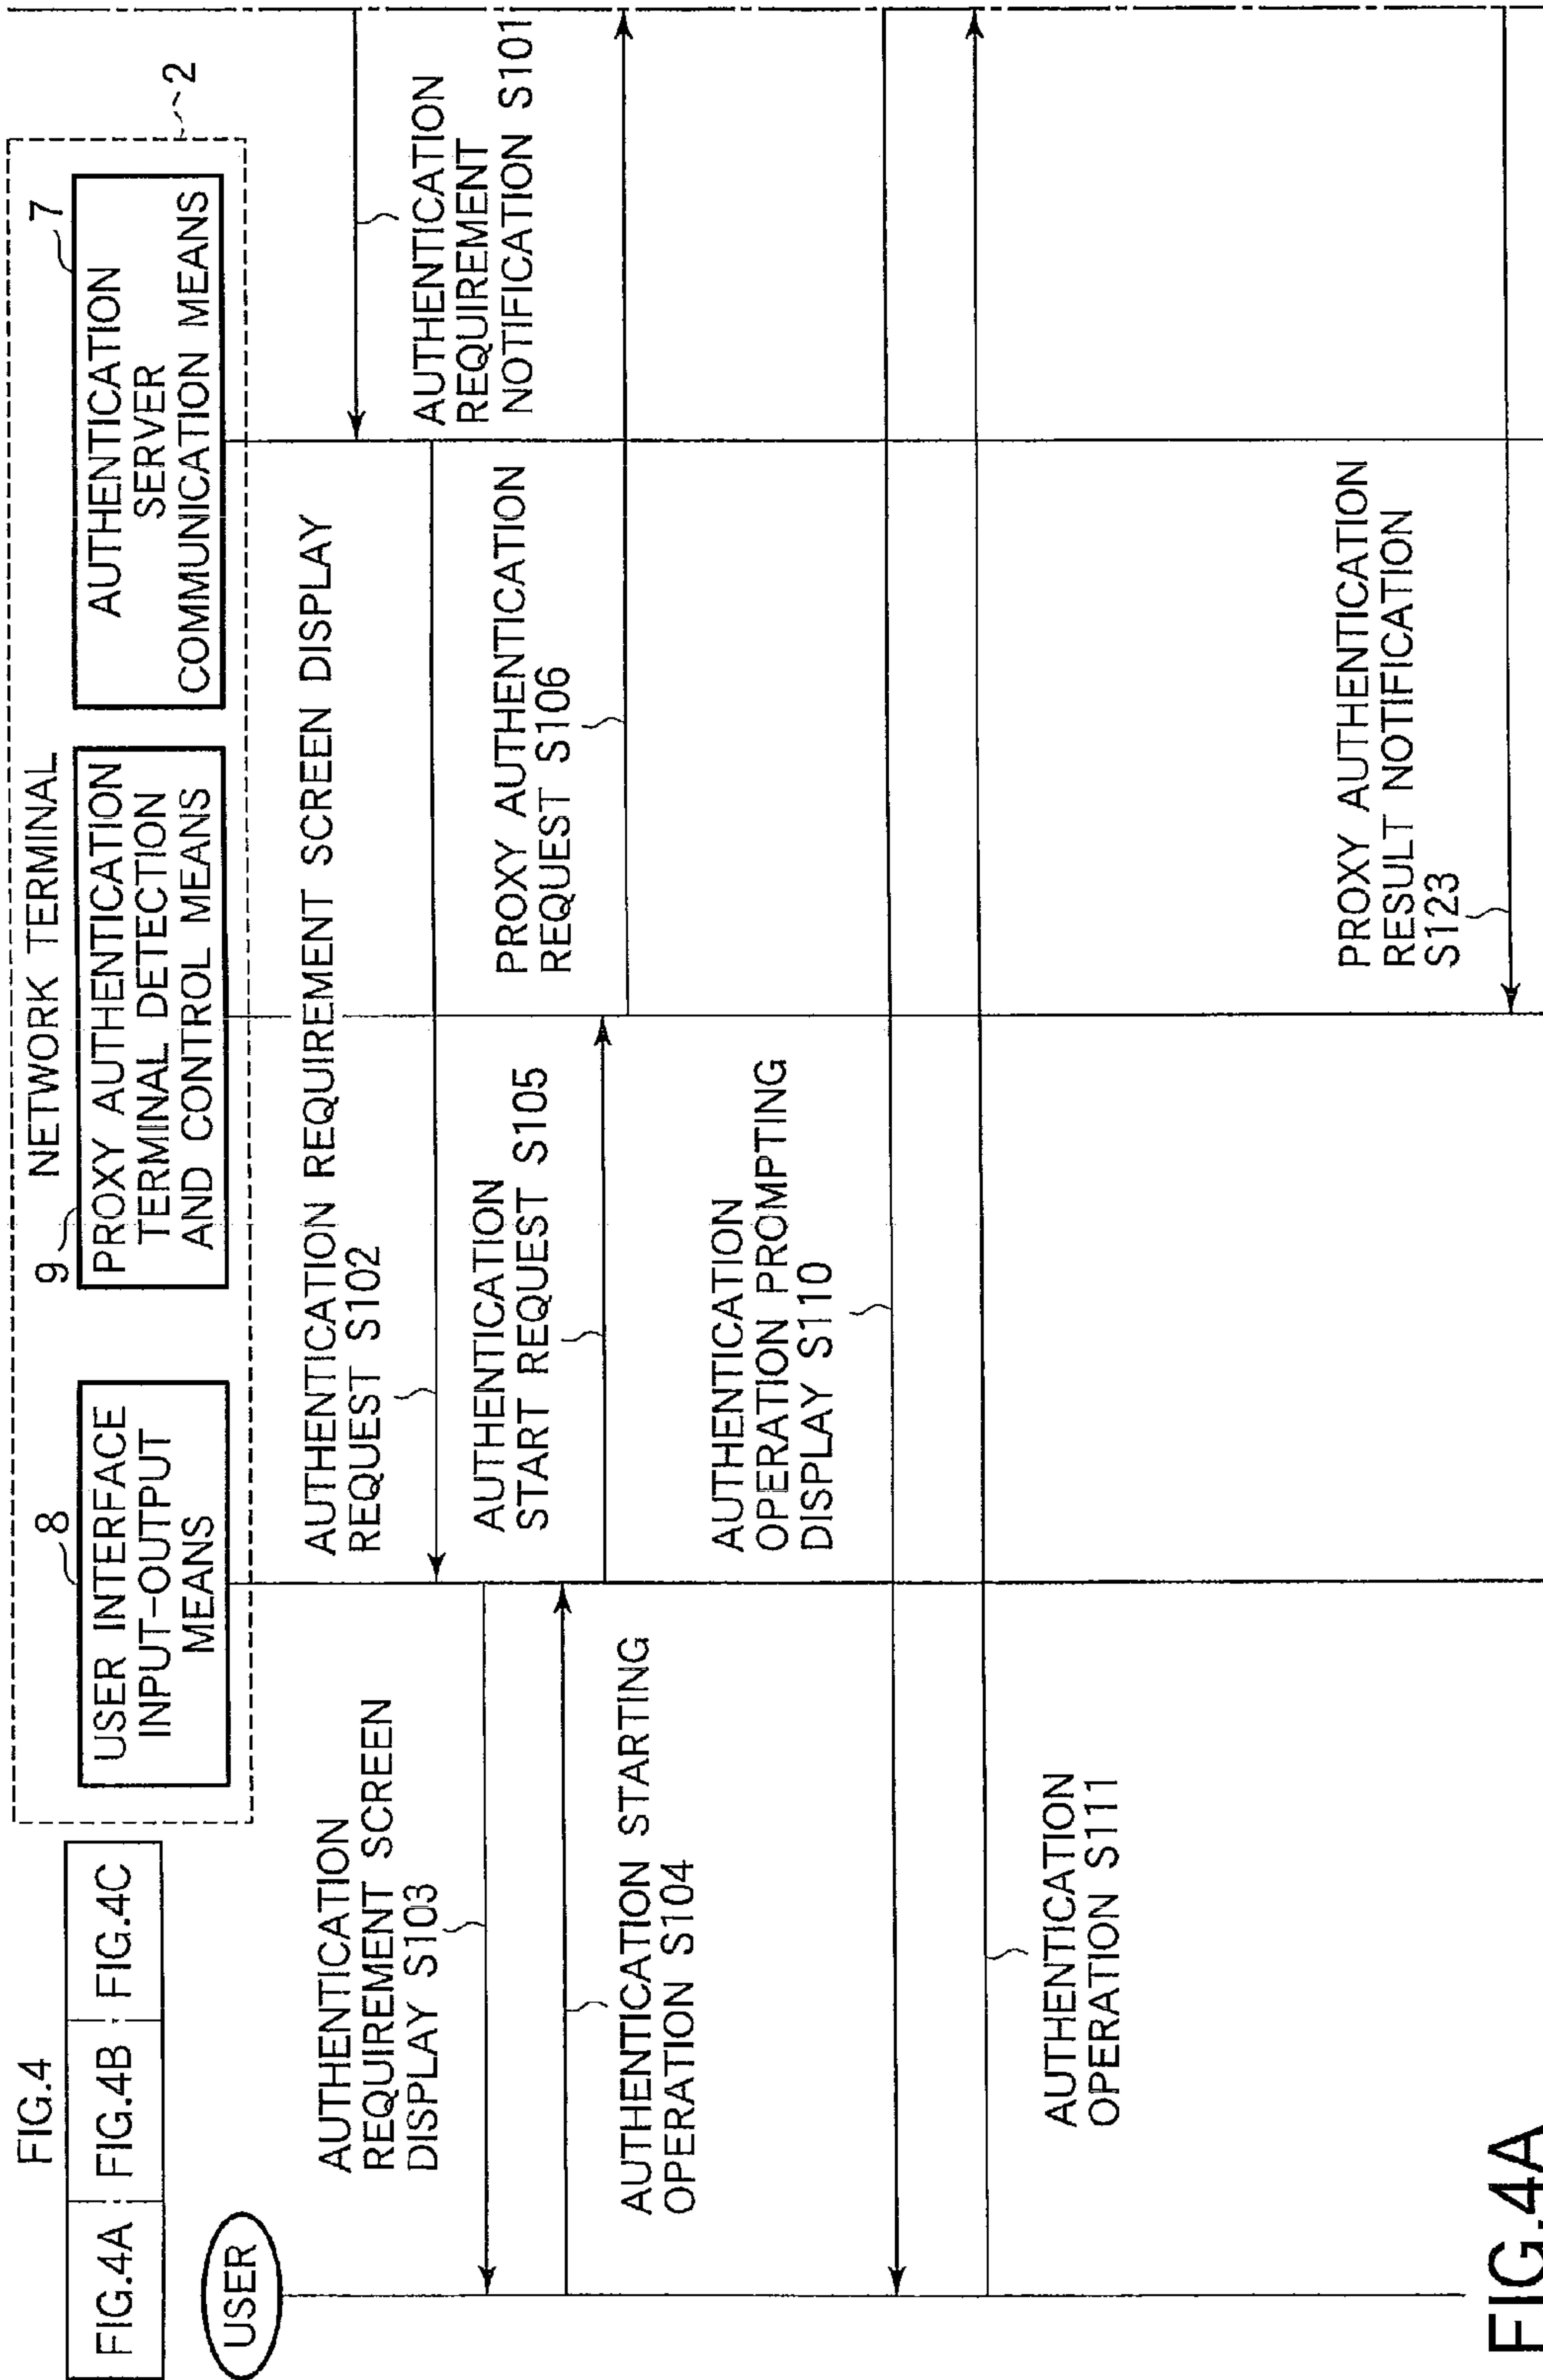 FIG.4
FIG.4A FIG.4B FIG.4C
USER
NETWORK TERMINAL
2
8
USER INTERFACE
INPUT-OUTPUT
MEANS
9
PROXY AUTHENTICATION
TERMINAL DETECTION
AND CONTROL MEANS
7
AUTHENTICATION
SERVER
COMMUNICATION MEANS
AUTHENTICATION
REQUIREMENT
NOTIFICATION S101
AUTHENTICATION REQUIREMENT SCREEN DISPLAY
REQUEST S102
AUTHENTICATION
REQUIREMENT SCREEN
DISPLAY S103
AUTHENTICATION STARTING
OPERATION S104
AUTHENTICATION
START REQUEST S105
PROXY AUTHENTICATION
REQUEST S106
AUTHENTICATION
OPERATION PROMPTING
DISPLAY S110
AUTHENTICATION
OPERATION S111
PROXY AUTHENTICATION
RESULT NOTIFICATION
S123
FIG.4A